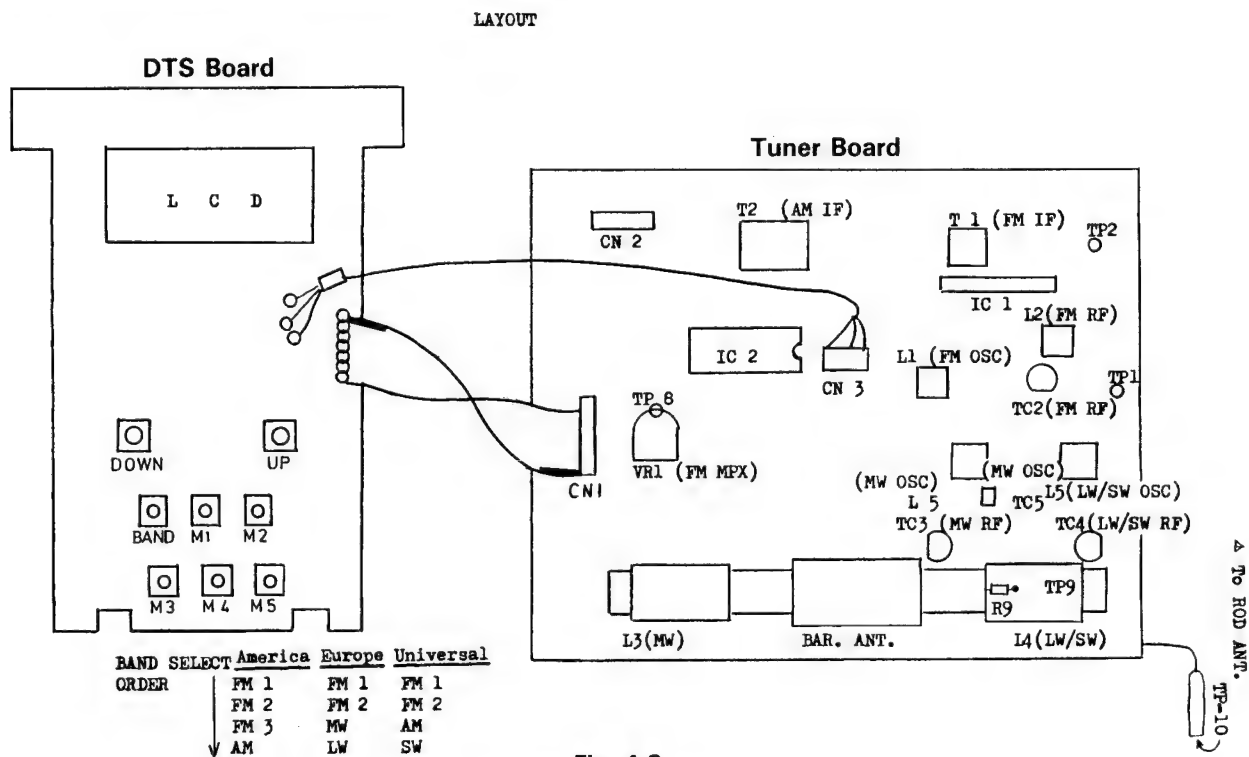 LAYOUT
DTS Board
L C D
DOWN
UP
BAND M1 M2
M3 M4 M5
Tuner Board
CN 2
T2 (AM IF)
T 1 (FM IF)
TP2
IC 1
L2(FM RF)
IC 2
CN 3
L1 (FM OSC)
TP1
TC2(FM RF)
TP 8
VR1 (FM MPX)
CN1
(MW OSC)
(MW OSC)
L 5
TC5
L5(LW/SW OSC)
TC3 (MW RF)
TC4(LW/SW RF)
TP9
R9
L3(MW)
BAR. ANT.
L4(LW/SW)
To ROD ANT.
TP-10
BAND SELECT America Europe Universal
ORDER FM 1 FM 1 FM 1
FM 2 FM 2 FM 2
FM 3 MW AM
AM LW SW